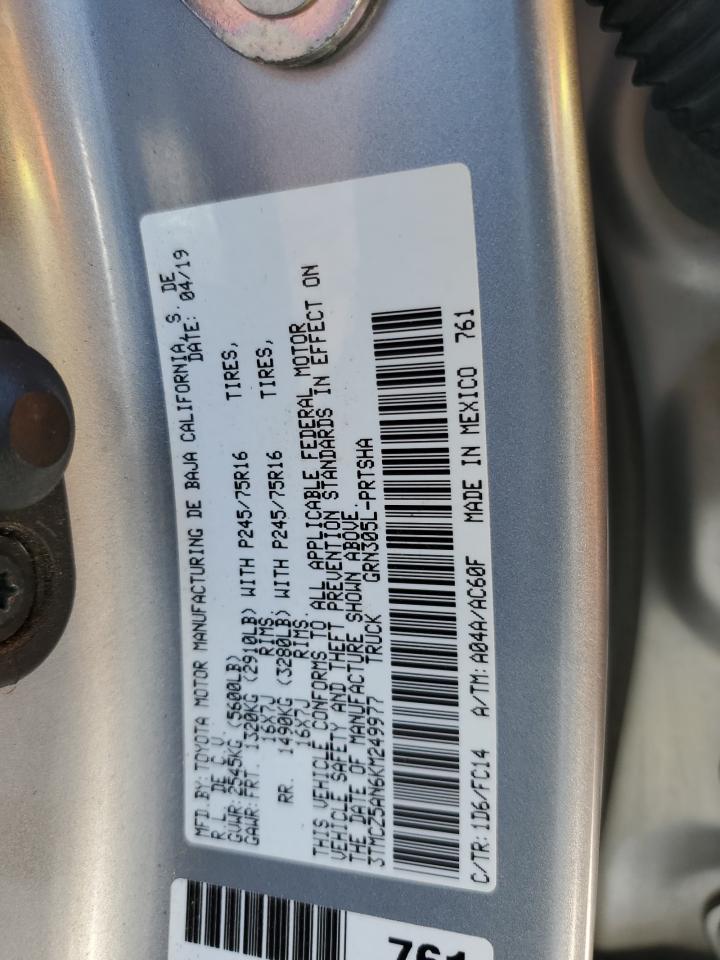 MFD. BY: TOYOTA MOTOR MANUFACTURING DE BAJA CALIFORNIA, S. DE
R. L. DE C. V. DATE: 04/19
GVWR: 2545KG (5600LB)
GAWR: FRT. 1320KG (2910LB) WITH P245/75R16 TIRES,
16X7J RIMS
RR. 1490KG (3280LB) WITH P245/75R16 TIRES,
16X7J RIMS.
THIS VEHICLE CONFORMS TO ALL APPLICABLE FEDERAL MOTOR
VEHICLE SAFETY AND THEFT PREVENTION STANDARDS IN EFFECT ON
THE DATE OF MANUFACTURE SHOWN ABOVE.
3TMCZ5AN6KM249977 TRUCK GRN305L-PRTSHA
C/TR: 1D6/FC14 A/TM: A04A/AC60F MADE IN MEXICO 761
761